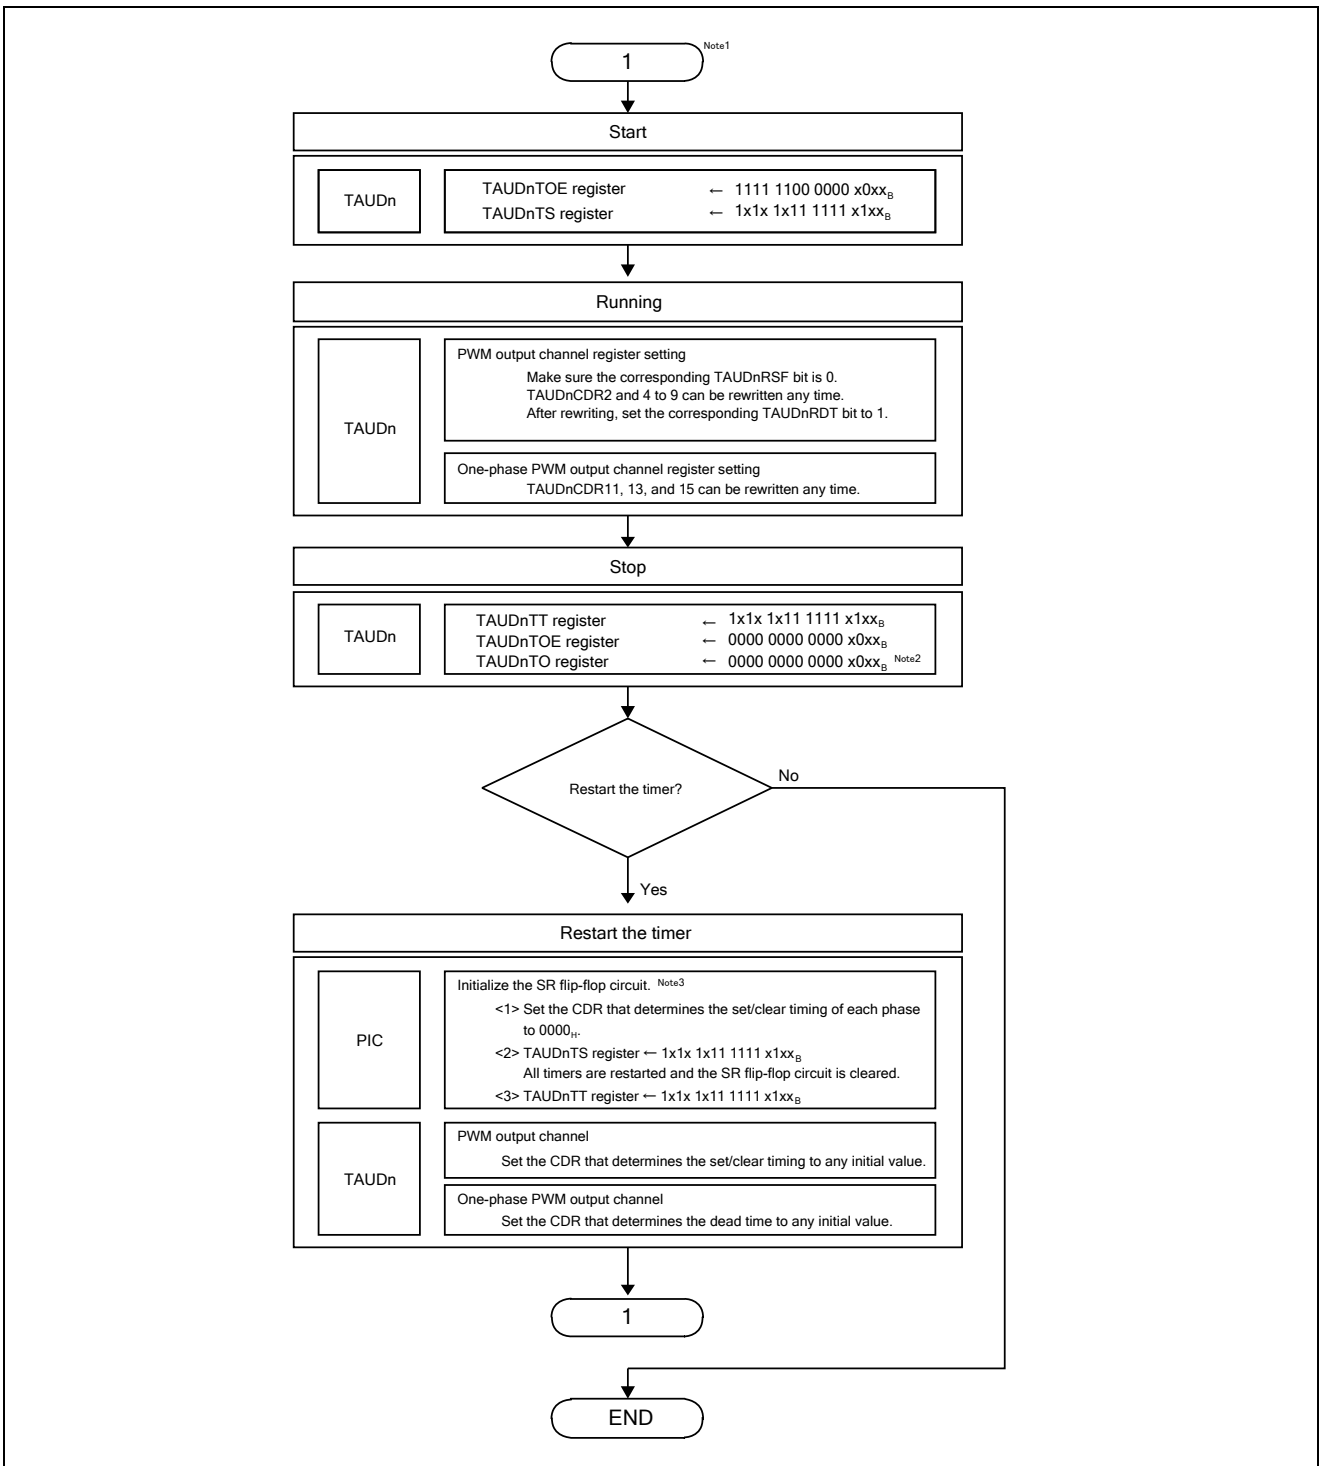 1 Note1
Start
TAUDn
TAUDnTOE register ← 1111 1100 0000 x0xxB
TAUDnTS register ← 1x1x 1x11 1111 x1xxB
Running
TAUDn
PWM output channel register setting
Make sure the corresponding TAUDnRSF bit is 0.
TAUDnCDR2 and 4 to 9 can be rewritten any time.
After rewriting, set the corresponding TAUDnRDT bit to 1.
One-phase PWM output channel register setting
TAUDnCDR11, 13, and 15 can be rewritten any time.
Stop
TAUDn
TAUDnTT register ← 1x1x 1x11 1111 x1xxB
TAUDnTOE register ← 0000 0000 0000 x0xxB
TAUDnTO register ← 0000 0000 0000 x0xxB Note2
Restart the timer?
No
Yes
Restart the timer
PIC
Initialize the SR flip-flop circuit. Note3
<1> Set the CDR that determines the set/clear timing of each phase
to 0000H.
<2> TAUDnTS register ← 1x1x 1x11 1111 x1xxB
All timers are restarted and the SR flip-flop circuit is cleared.
<3> TAUDnTT register ← 1x1x 1x11 1111 x1xxB
TAUDn
PWM output channel
Set the CDR that determines the set/clear timing to any initial value.
One-phase PWM output channel
Set the CDR that determines the dead time to any initial value.
1
END